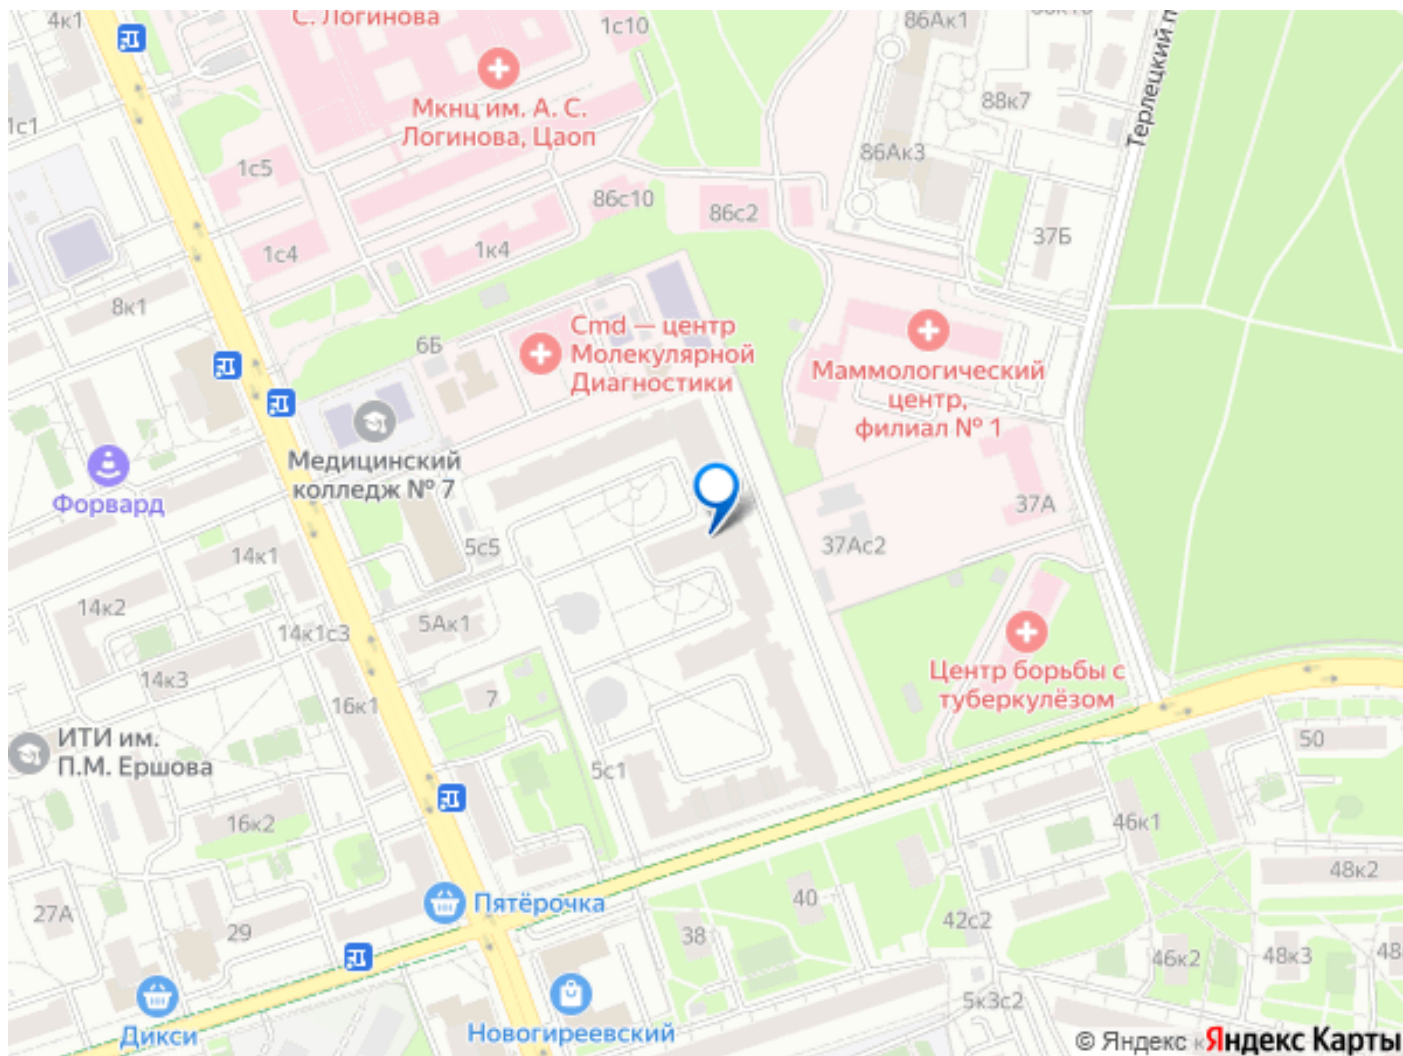 4к1
С. Логинова
1с10
86Ак1
Терлецкий п
Мкнц им. А. С.
Логинова, Цаоп
88к7
1с1
86Ак3
1с5
86с10
86с2
37Б
1с4
1к4
8к1
Cmd — центр
Молекулярной
Диагностики
6Б
Маммологический
центр,
филиал № 1
Медицинский
колледж № 7
Форвард
37А
37Ас2
5с5
14к1
14к2
5Ак1
14к1с3
Центр борьбы с
туберкулёзом
14к3
7
16к1
ИТИ им.
П.М. Ершова
50
5с1
16к2
46к1
48к2
Пятёрочка
40
27А
29
38
42с2
46к2
48к3
48
5к3с2
Дикси
Новогиреевский
© Яндекс к
Яндекс Карты